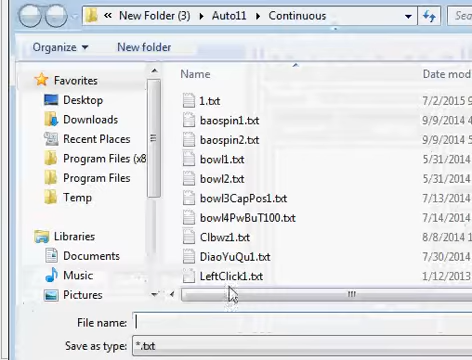 « New Folder (3) ▸ Auto11 ▸ Continuous
Organize New folder
Name Date mod
Favorites
Desktop
Downloads
Recent Places
Program Files (x8
Program Files
Temp
Libraries
Documents
Music
Pictures
1.txt 7/2/2015 9
baospin1.txt 9/9/2014 4
baospin2.txt 9/9/2014 5
bowl1.txt 5/31/2014
bowl2.txt 5/31/2014
bowl3CapPos1.txt 7/13/2014
bowl4PwBuT100.txt 7/14/2014
Clbwz1.txt 8/8/2014 1
DiaoYuQu1.txt 7/30/2014
LeftClick1.txt 1/12/2013
File name:
Save as type: *.txt